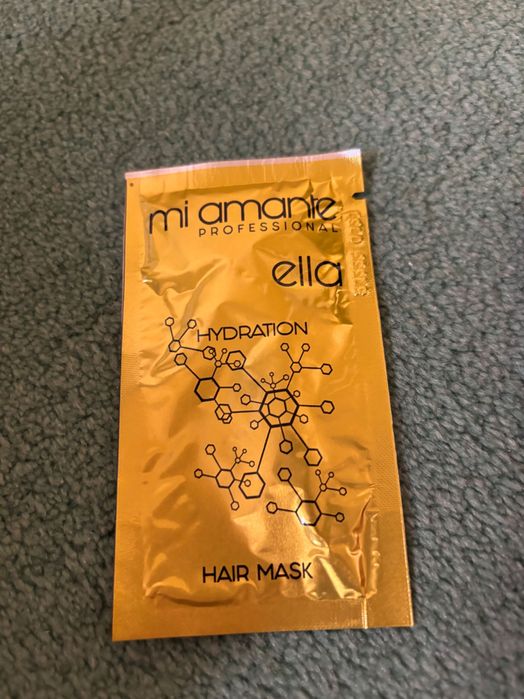 mi amante
PROFESSIONAL
ella
HYDRATION
HAIR MASK